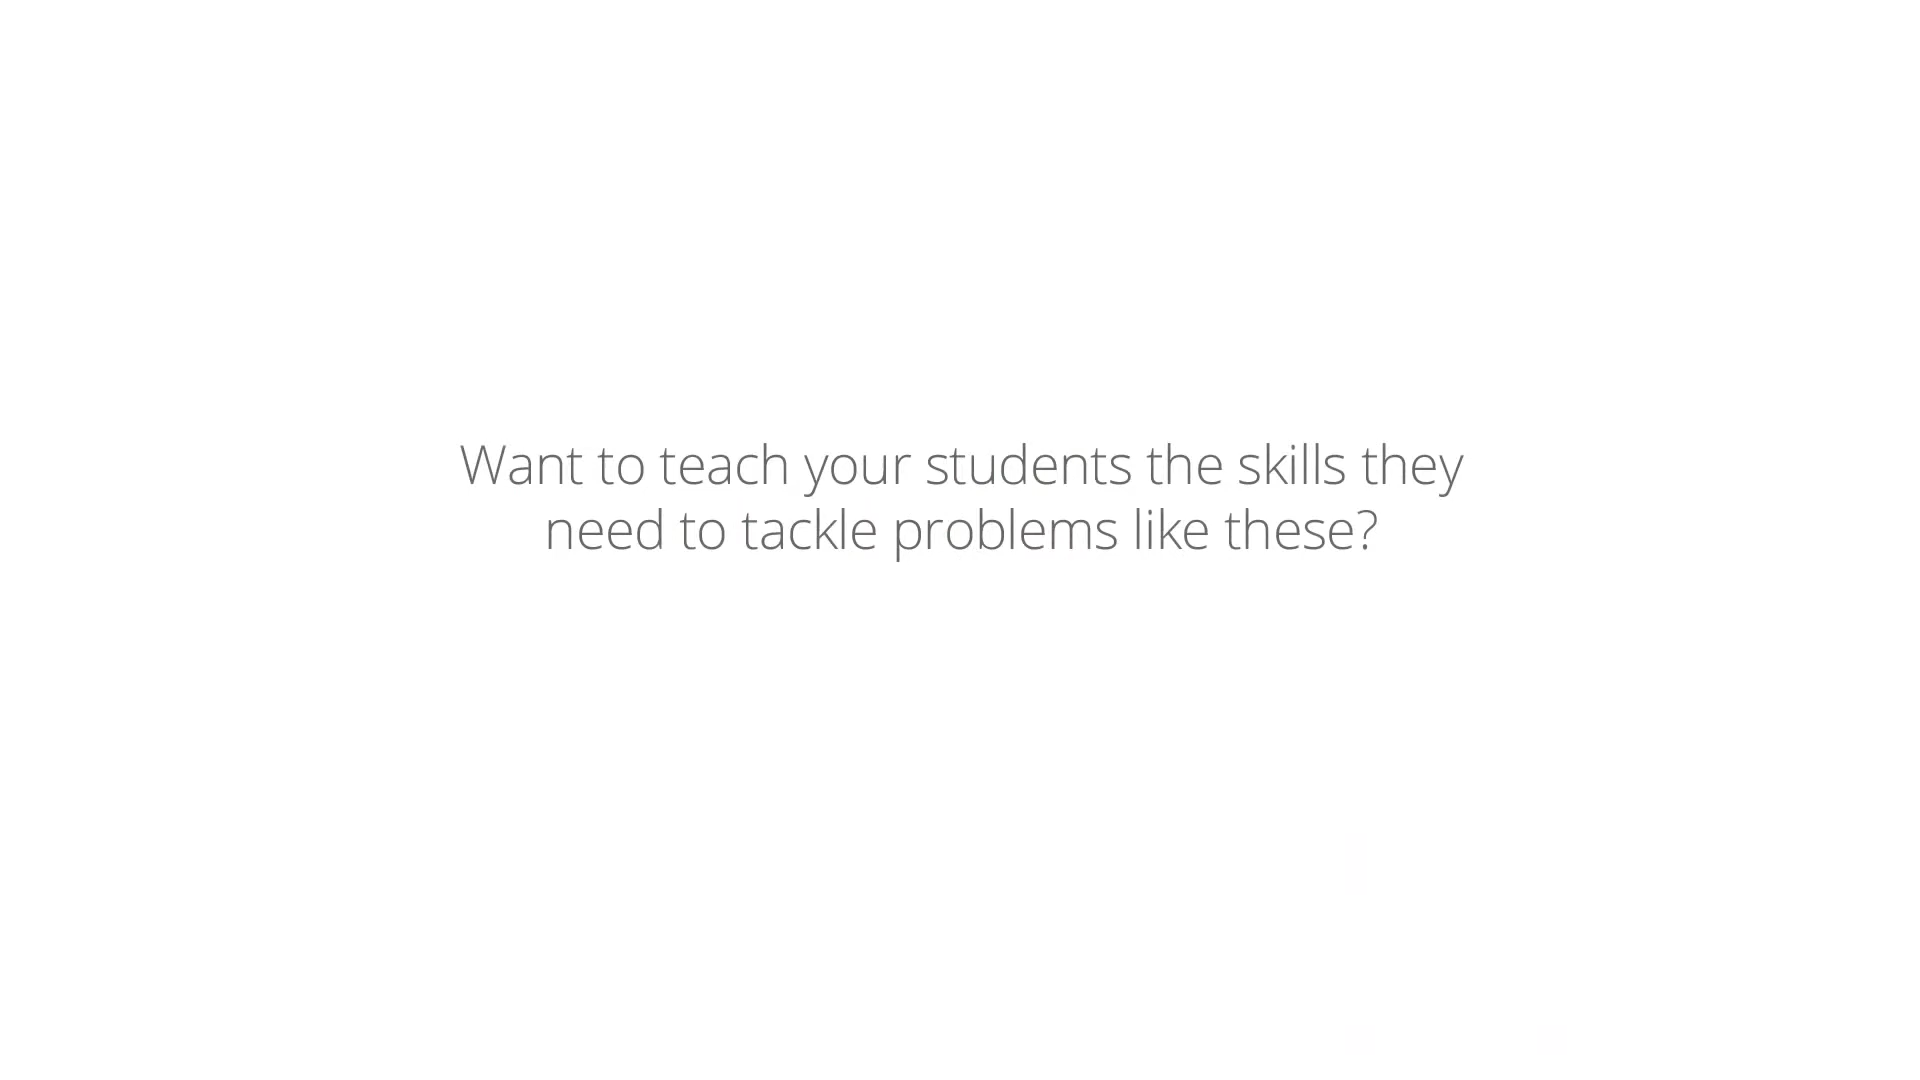 Want to teach your students the skills they
need to tackle problems like these?